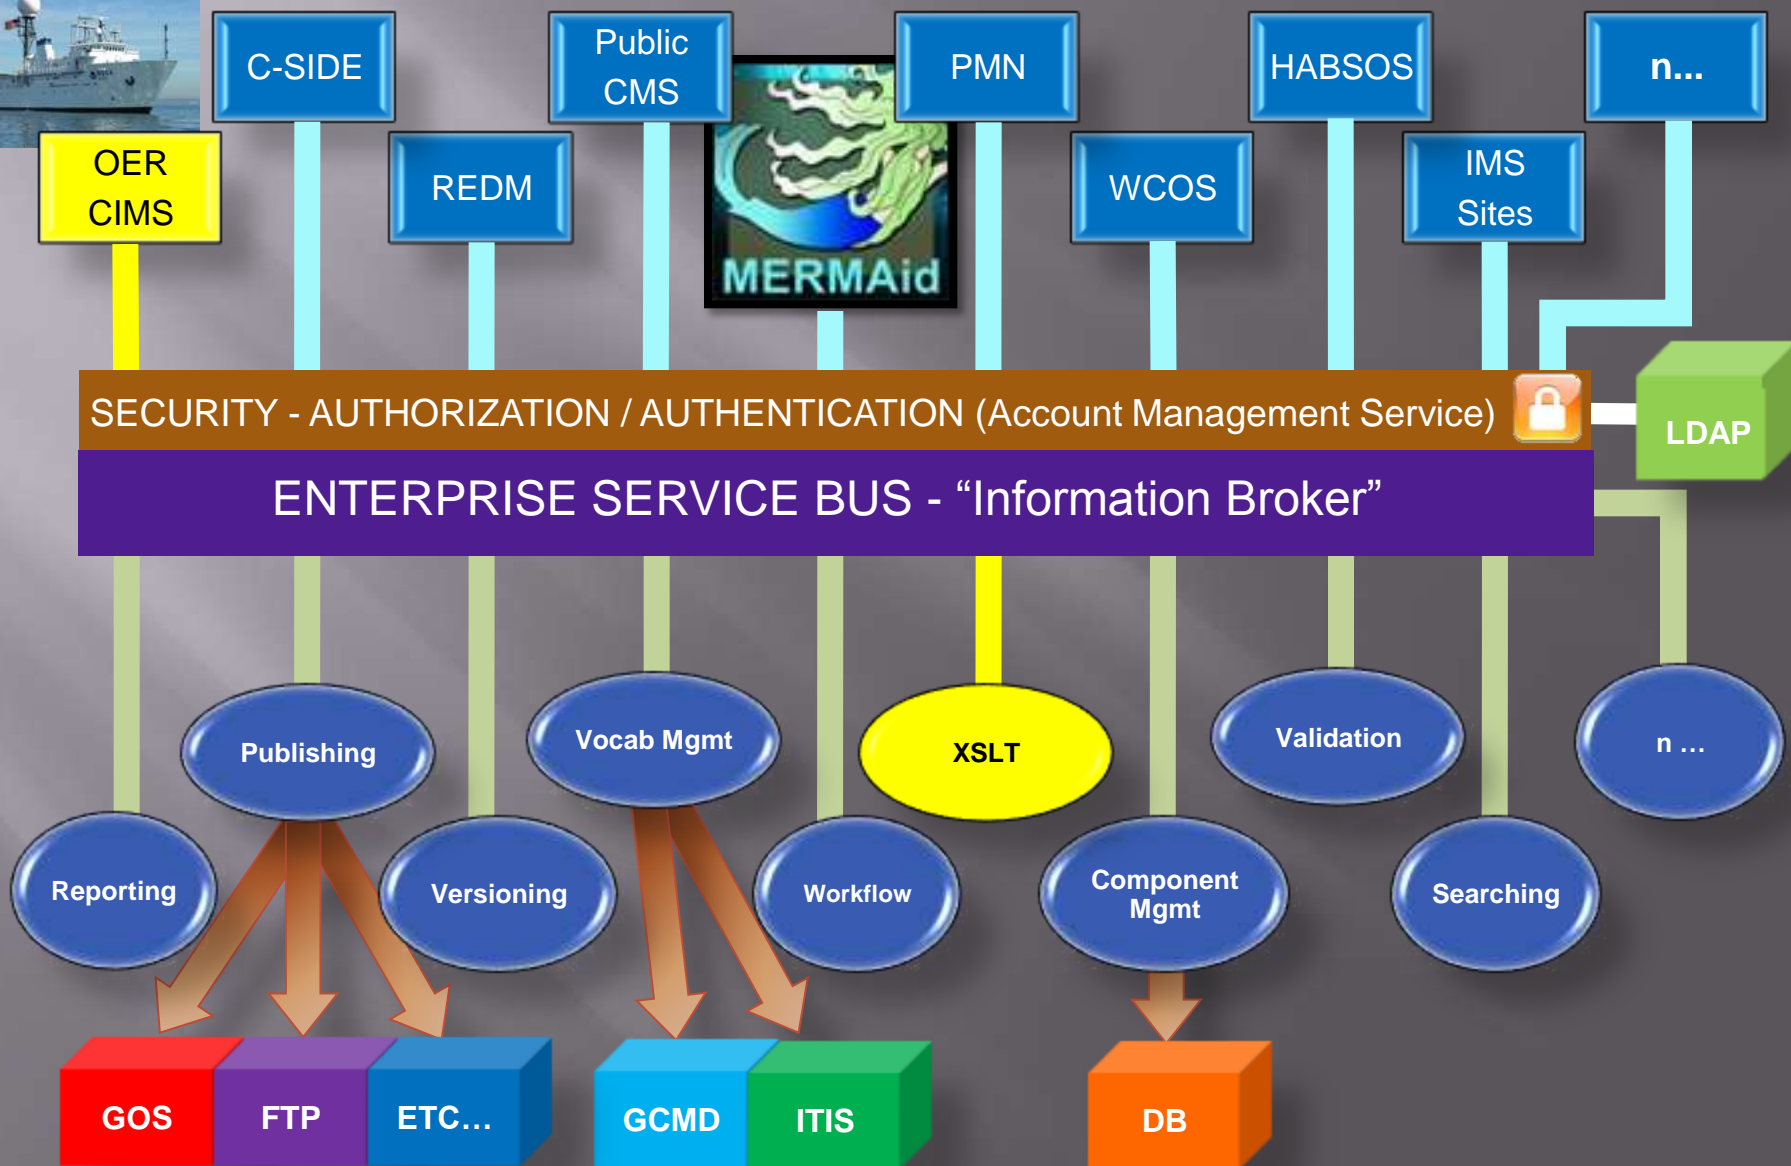 C-SIDE
Public
CMS
PMN
HABSOS
n...
OER
CIMS
REDM
MERMAid
WCOS
IMS
Sites
SECURITY - AUTHORIZATION / AUTHENTICATION (Account Management Service)
LDAP
ENTERPRISE SERVICE BUS - “Information Broker”
Publishing
Vocab Mgmt
XSLT
Validation
n …
Reporting
Versioning
Workflow
Component
Mgmt
Searching
GOS
FTP
ETC…
GCMD
ITIS
DB